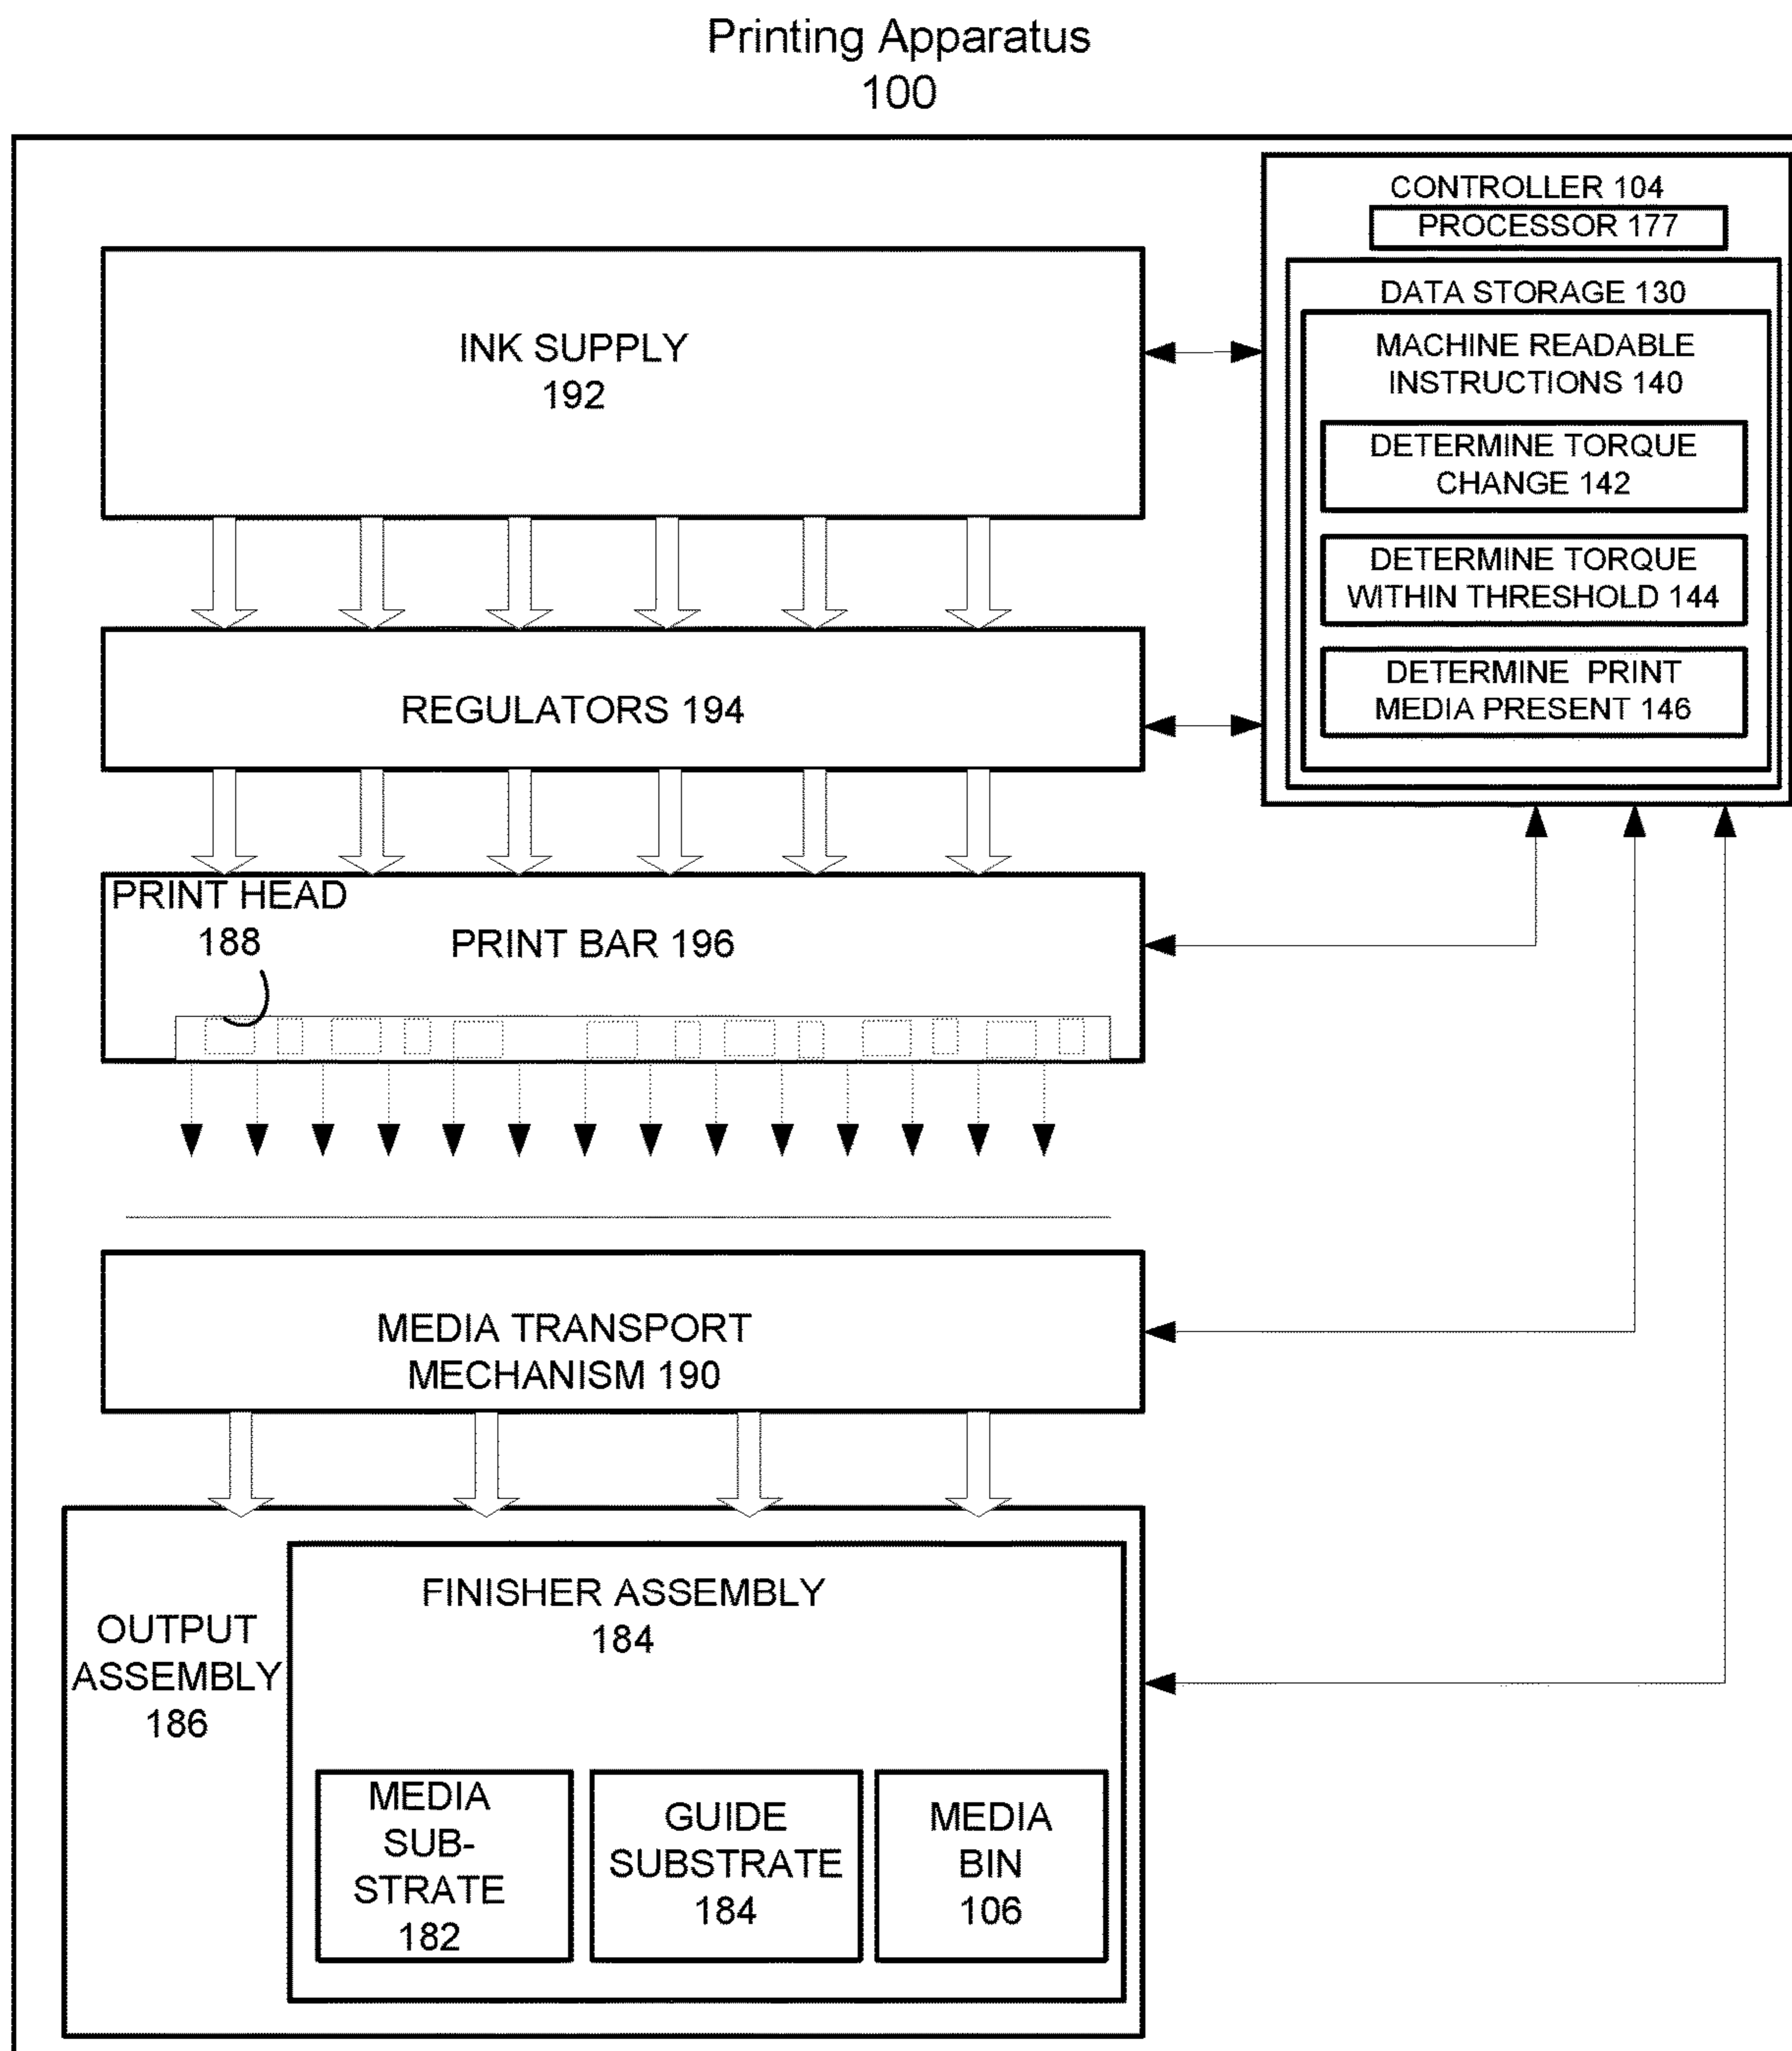 Printing Apparatus
100
CONTROLLER 104
PROCESSOR 177
DATA STORAGE 130
MACHINE READABLE
INSTRUCTIONS 140
DETERMINE TORQUE
CHANGE 142
DETERMINE TORQUE
WITHIN THRESHOLD 144
DETERMINE PRINT
MEDIA PRESENT 146
INK SUPPLY
192
REGULATORS 194
PRINT HEAD
188
PRINT BAR 196
MEDIA TRANSPORT
MECHANISM 190
OUTPUT
ASSEMBLY
186
FINISHER ASSEMBLY
184
MEDIA
SUB-
STRATE
182
GUIDE
SUBSTRATE
184
MEDIA
BIN
106